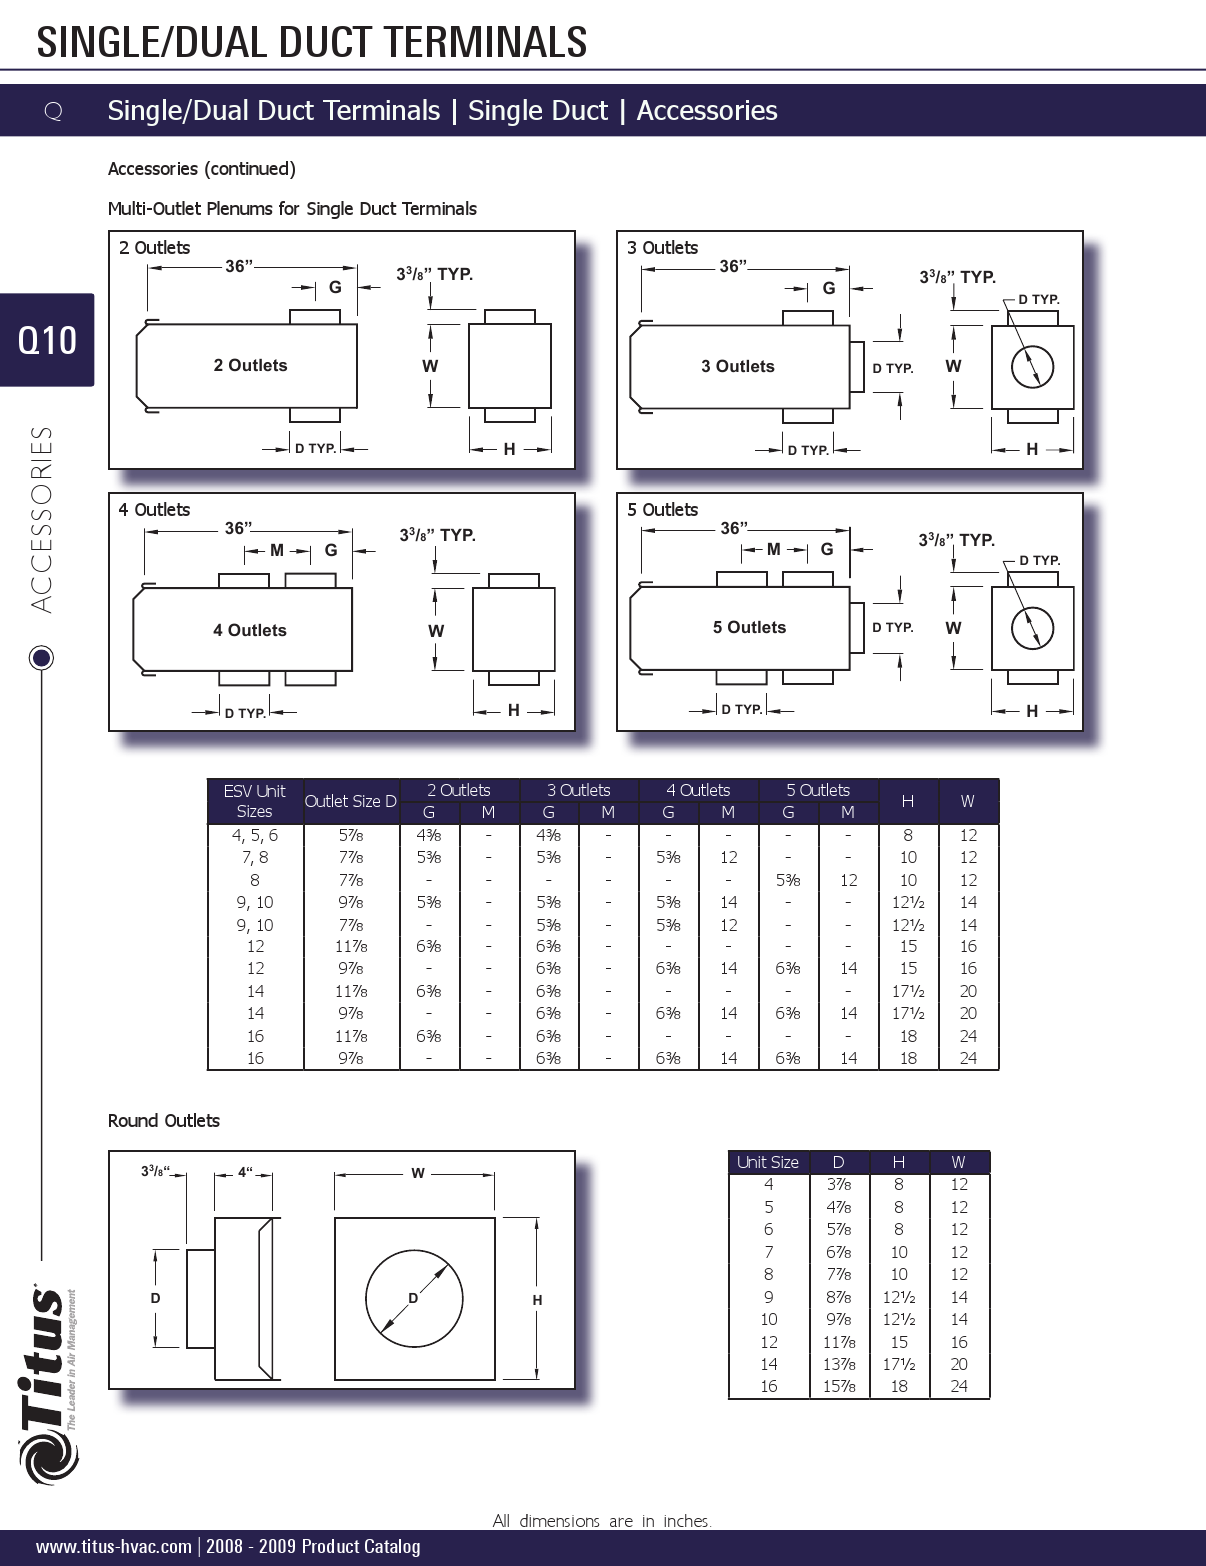 SINGLE/DUAL DUCT TERMINALS
Q
Single/Dual Duct Terminals | Single Duct | Accessories
Accessories (continued)
Multi-Outlet Plenums for Single Duct Terminals
2 Outlets
36”
G
3 3/8” TYP.
2 Outlets
W
D TYP.
H
3 Outlets
36”
G
3 3/8” TYP.
D TYP.
3 Outlets
D TYP.
W
D TYP.
H
Q10
ACCESSORIES
4 Outlets
36”
M
G
3 3/8” TYP.
4 Outlets
W
D TYP.
H
5 Outlets
36”
M
G
3 3/8” TYP.
D TYP.
5 Outlets
D TYP.
W
D TYP.
H
ESV Unit Sizes | Outlet Size D | 2 Outlets | 3 Outlets | 4 Outlets | 5 Outlets | H | W
G M G M G M G M
4, 5, 6 5⅞ 4⅜ - 4⅜ - - - - - 8 12
7, 8 7⅞ 5⅜ - 5⅜ - 5⅜ 12 - - 10 12
8 7⅞ - - - - - - 5⅜ 12 10 12
9, 10 9⅞ 5⅜ - 5⅜ - 5⅜ 14 - - 12½ 14
9, 10 7⅞ - - 5⅜ - 5⅜ 12 - - 12½ 14
12 11⅞ 6⅜ - 6⅜ - - - - - 15 16
12 9⅞ - - 6⅜ - 6⅜ 14 6⅜ 14 15 16
14 11⅞ 6⅜ - 6⅜ - - - - - 17½ 20
14 9⅞ - - 6⅜ - 6⅜ 14 6⅜ 14 17½ 20
16 11⅞ 6⅜ - 6⅜ - - - - - 18 24
16 9⅞ - - 6⅜ - 6⅜ 14 6⅜ 14 18 24
Round Outlets
3 3/8“
4“
W
D
D
H
Unit Size D H W
4 3⅞ 8 12
5 4⅞ 8 12
6 5⅞ 8 12
7 6⅞ 10 12
8 7⅞ 10 12
9 8⅞ 12½ 14
10 9⅞ 12½ 14
12 11⅞ 15 16
14 13⅞ 17½ 20
16 15⅞ 18 24
Titus
The Leader in Air Management
All dimensions are in inches.
www.titus-hvac.com | 2008 - 2009 Product Catalog